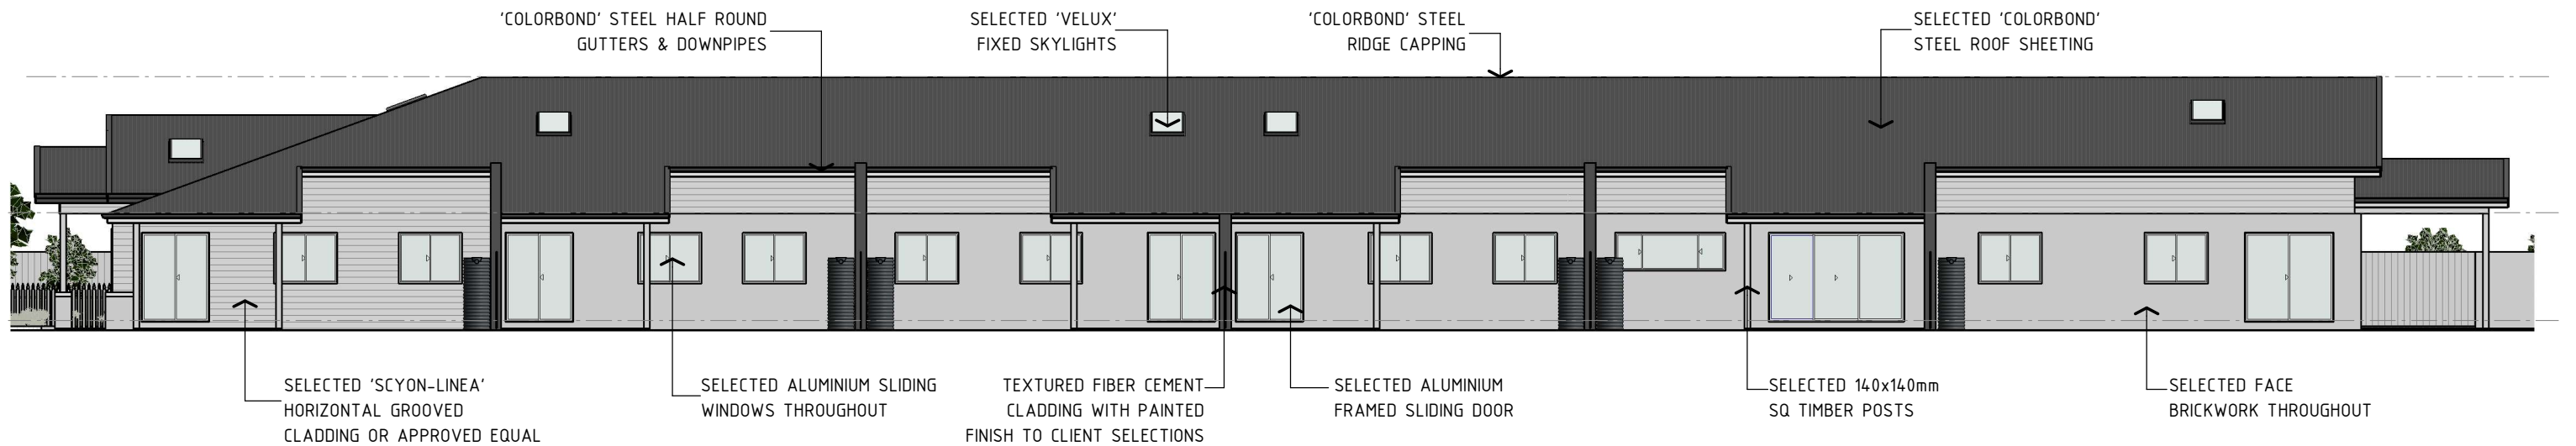 'COLORBOND' STEEL HALF ROUND
GUTTERS & DOWNPIPES
SELECTED 'VELUX'
FIXED SKYLIGHTS
'COLORBOND' STEEL
RIDGE CAPPING
SELECTED 'COLORBOND'
STEEL ROOF SHEETING
SELECTED 'SCYON-LINEA'
HORIZONTAL GROOVED
CLADDING OR APPROVED EQUAL
SELECTED ALUMINIUM SLIDING
WINDOWS THROUGHOUT
TEXTURED FIBER CEMENT
CLADDING WITH PAINTED
FINISH TO CLIENT SELECTIONS
SELECTED ALUMINIUM
FRAMED SLIDING DOOR
SELECTED 140x140mm
SQ TIMBER POSTS
SELECTED FACE
BRICKWORK THROUGHOUT